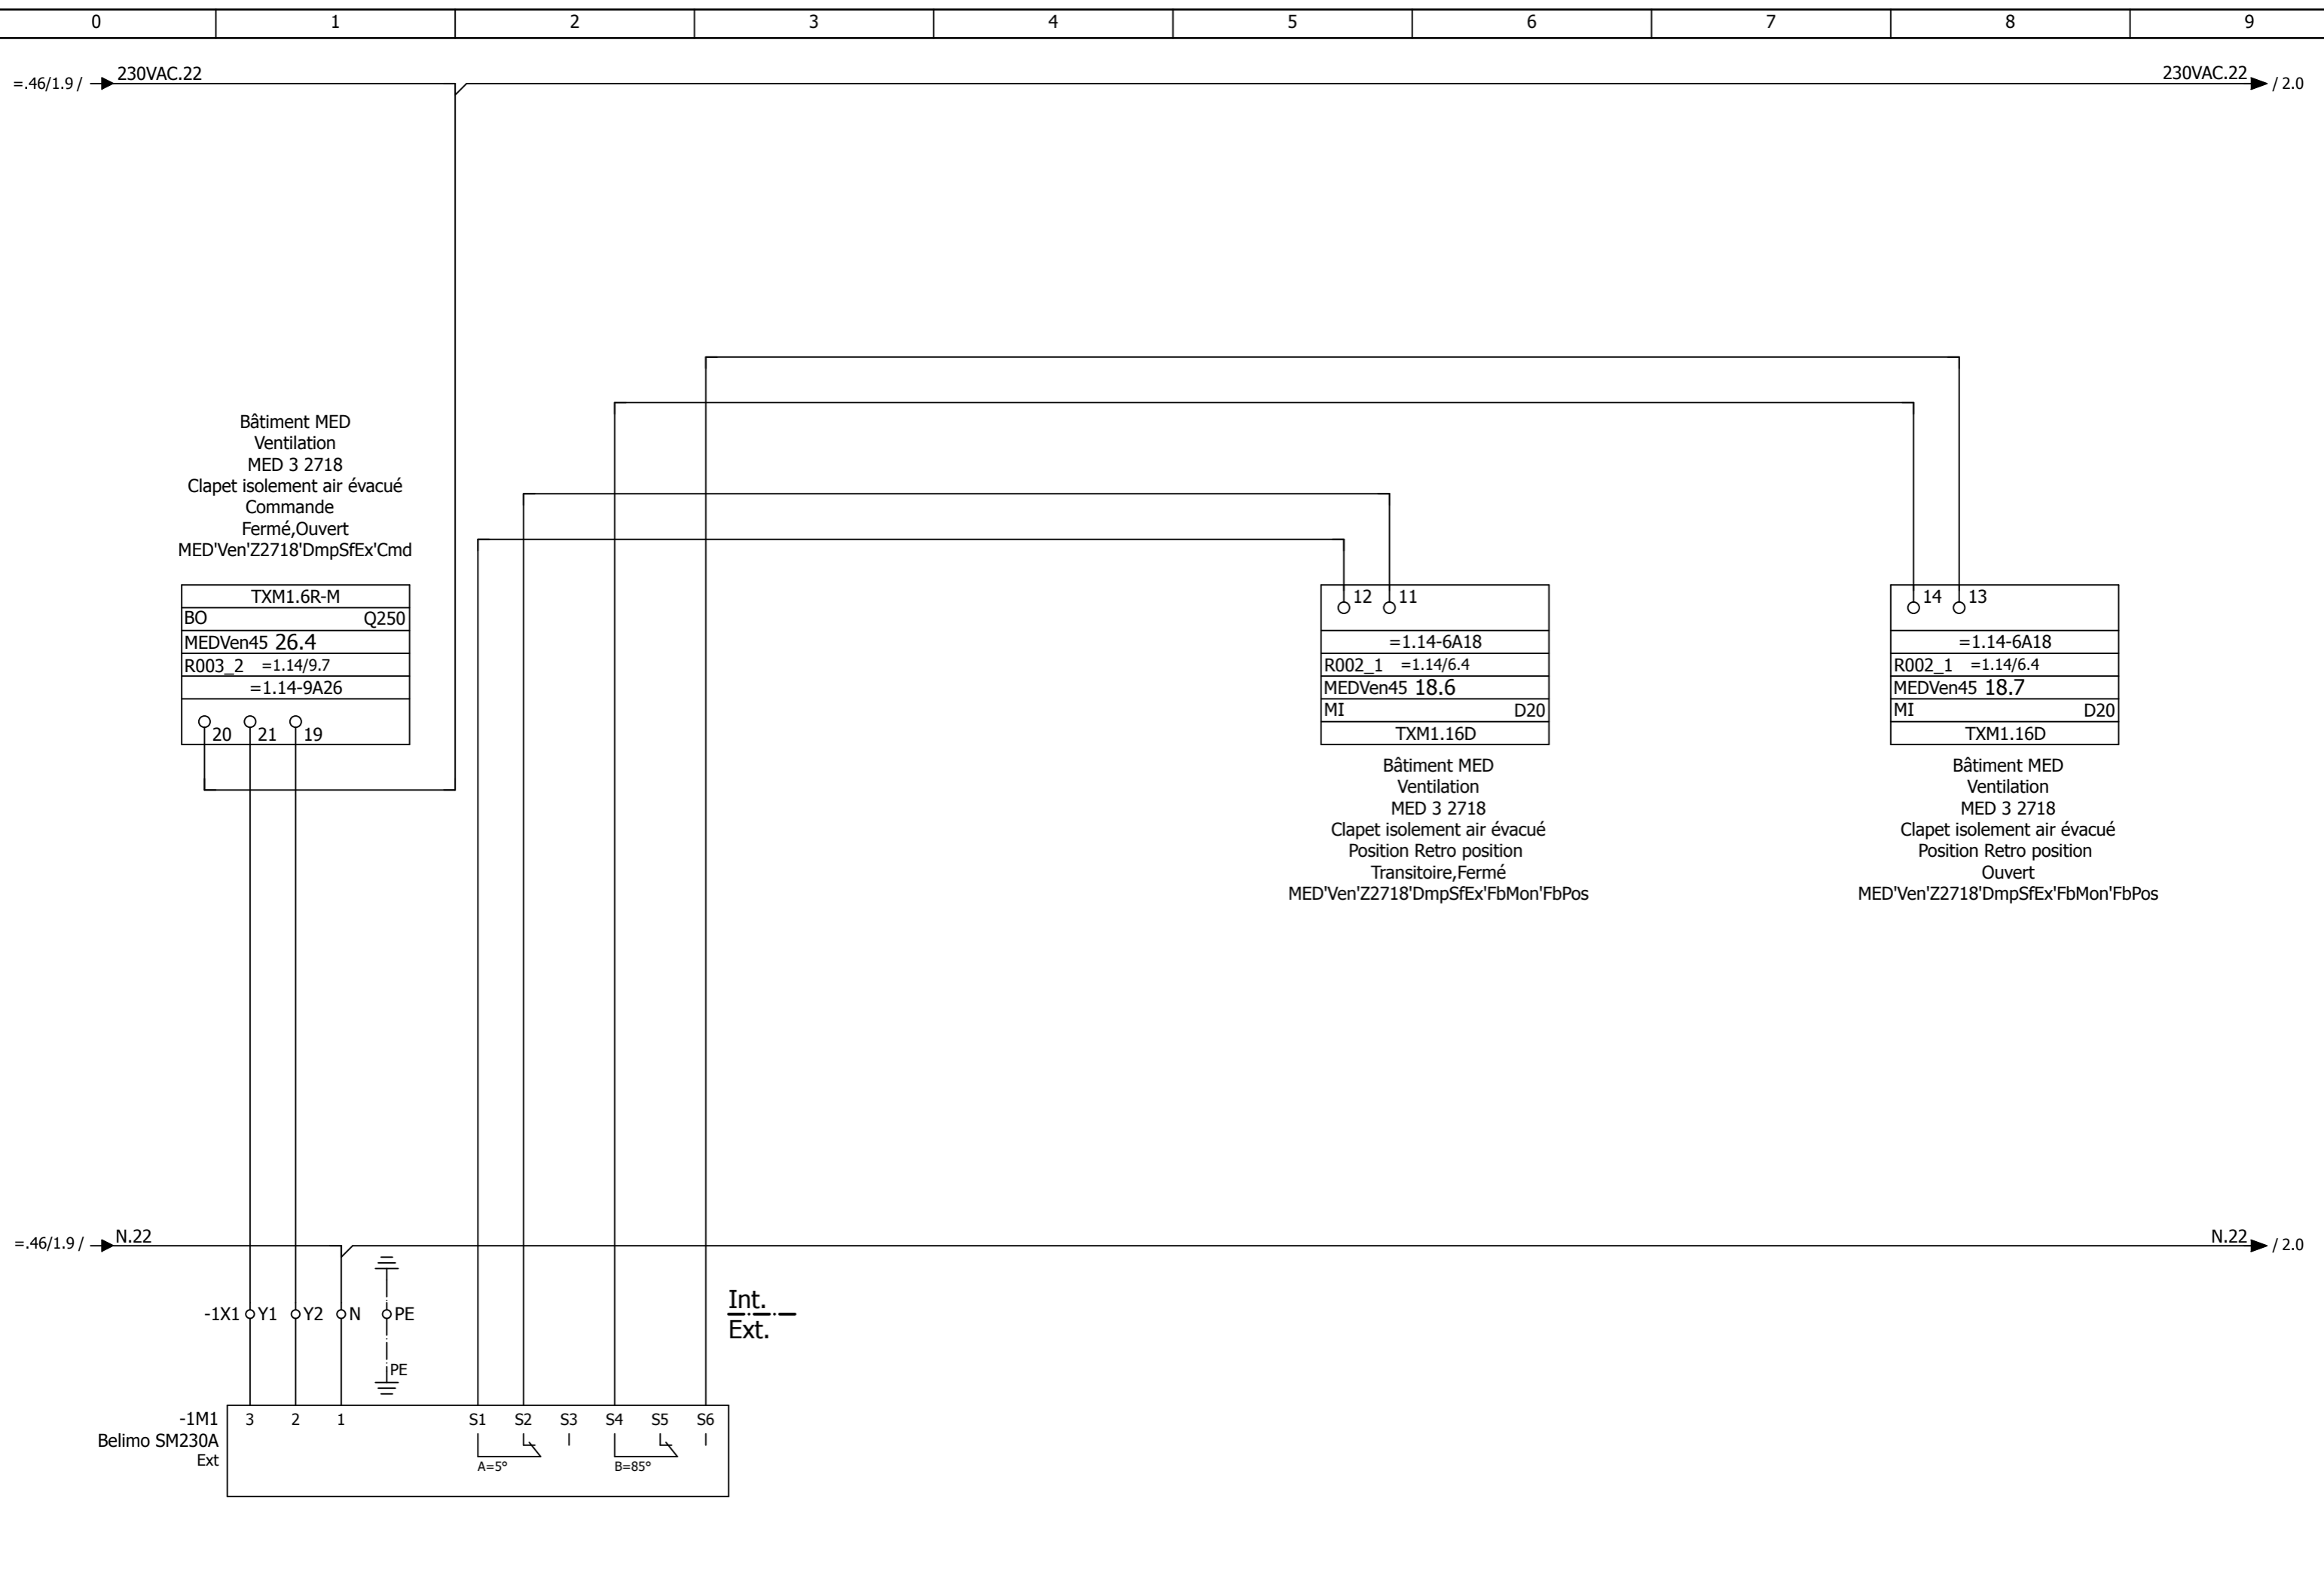 0 1 2 3 4 5 6 7 8 9
=.46/1.9 / 230VAC.22 230VAC.22 / 2.0
Bâtiment MED
Ventilation
MED 3 2718
Clapet isolement air évacué
Commande
Fermé,Ouvert
MED'Ven'Z2718'DmpSfEx'Cmd
TXM1.6R-M
BO Q250
MEDVen45 26.4
R003_2 =1.14/9.7
=1.14-9A26
20 21 19
12 11
=1.14-6A18
R002_1 =1.14/6.4
MEDVen45 18.6
MI D20
TXM1.16D
Bâtiment MED
Ventilation
MED 3 2718
Clapet isolement air évacué
Position Retro position
Transitoire,Fermé
MED'Ven'Z2718'DmpSfEx'FbMon'FbPos
14 13
=1.14-6A18
R002_1 =1.14/6.4
MEDVen45 18.7
MI D20
TXM1.16D
Bâtiment MED
Ventilation
MED 3 2718
Clapet isolement air évacué
Position Retro position
Ouvert
MED'Ven'Z2718'DmpSfEx'FbMon'FbPos
=.46/1.9 / N.22 N.22 / 2.0
-1X1 Y1 Y2 N PE
Int.
Ext.
PE
-1M1 3 2 1 S1 S2 S3 S4 S5 S6
Belimo SM230A
Ext
A=5° B=85°